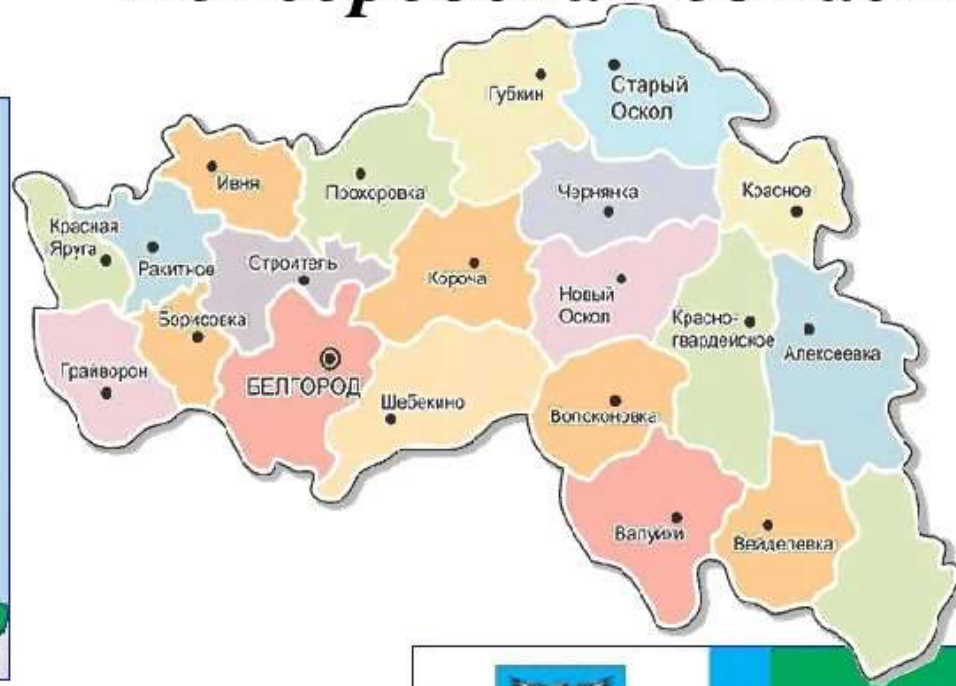 Губкин
Старый
Оскол
Ивня
Прохоровка
Чернянка
Красное
Красная
Яруга
Ракитное
Строитель
Короча
Новый
Оскол
Борисовка
Красно-
гвардейское
Алексеевка
Грайворон
БЕЛГОРОД
Шебекино
Волоконовка
Валуйки
Вейделевка